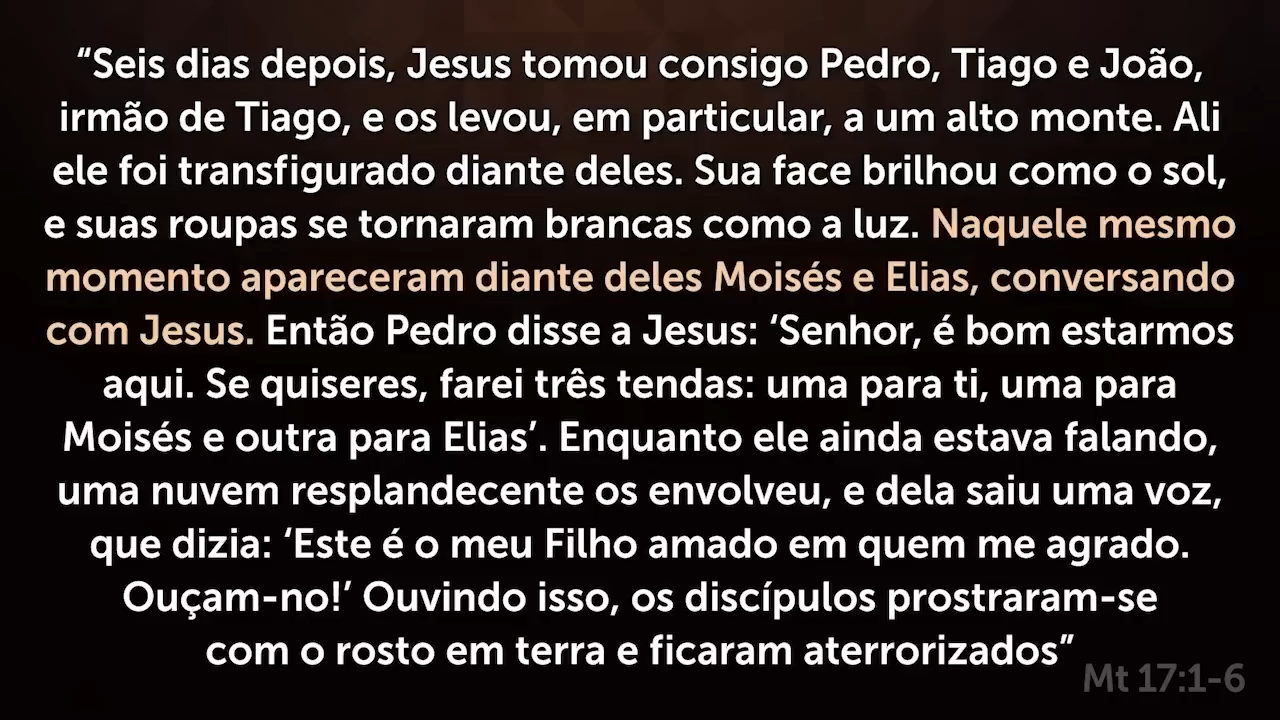 “Seis dias depois, Jesus tomou consigo Pedro, Tiago e João,
irmão de Tiago, e os levou, em particular, a um alto monte. Ali
ele foi transfigurado diante deles. Sua face brilhou como o sol,
e suas roupas se tornaram brancas como a luz. Naquele mesmo
momento apareceram diante deles Moisés e Elias, conversando
com Jesus. Então Pedro disse a Jesus: ‘Senhor, é bom estarmos
aqui. Se quiseres, farei três tendas: uma para ti, uma para
Moisés e outra para Elias’. Enquanto ele ainda estava falando,
uma nuvem resplandecente os envolveu, e dela saiu uma voz,
que dizia: ‘Este é o meu Filho amado em quem me agrado.
Ouçam-no!’ Ouvindo isso, os discípulos prostraram-se
com o rosto em terra e ficaram aterrorizados”
Mt 17:1-6